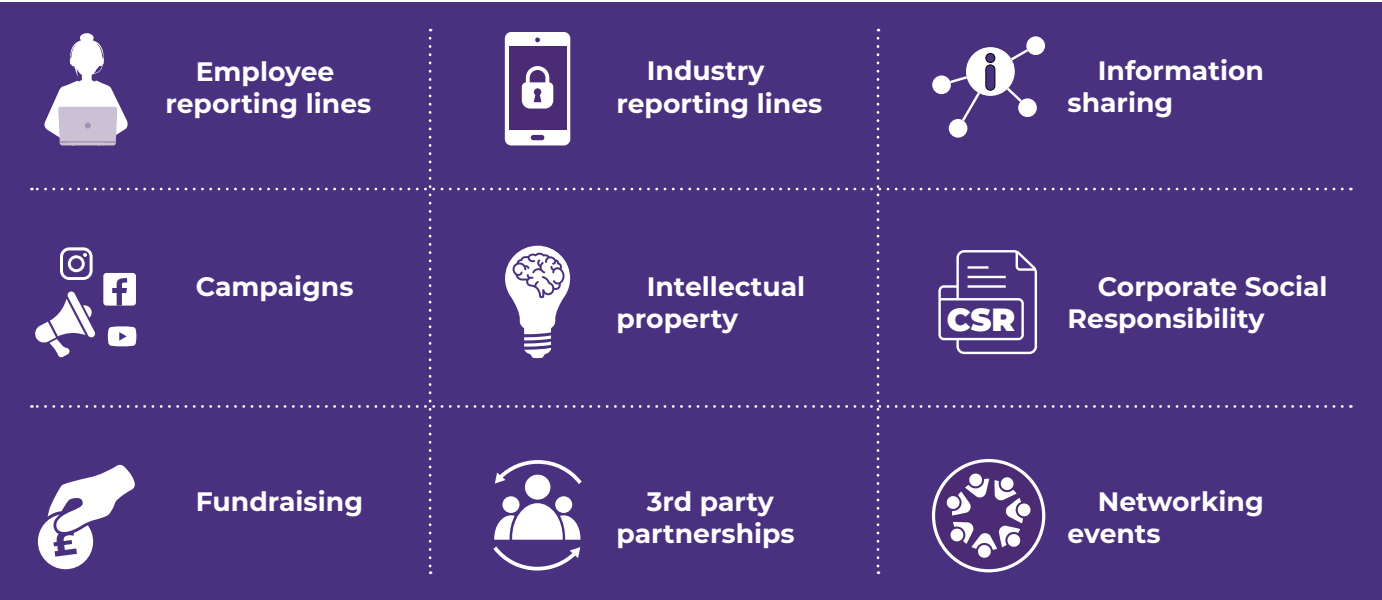 Employee
reporting lines
Industry
reporting lines
Information
sharing
Campaigns
Intellectual
property
CSR
Corporate Social
Responsibility
£
Fundraising
3rd party
partnerships
Networking
events